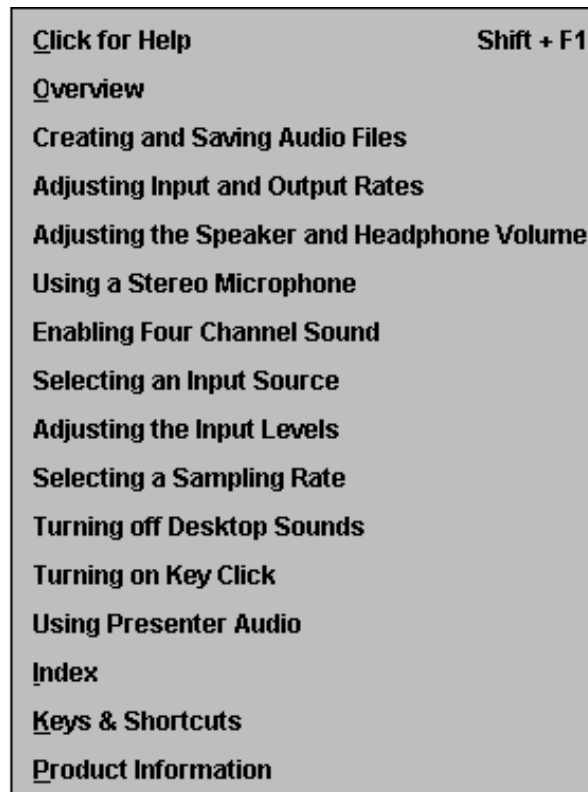 Click for Help Shift + F1
Overview
Creating and Saving Audio Files
Adjusting Input and Output Rates
Adjusting the Speaker and Headphone Volume
Using a Stereo Microphone
Enabling Four Channel Sound
Selecting an Input Source
Adjusting the Input Levels
Selecting a Sampling Rate
Turning off Desktop Sounds
Turning on Key Click
Using Presenter Audio
Index
Keys & Shortcuts
Product Information